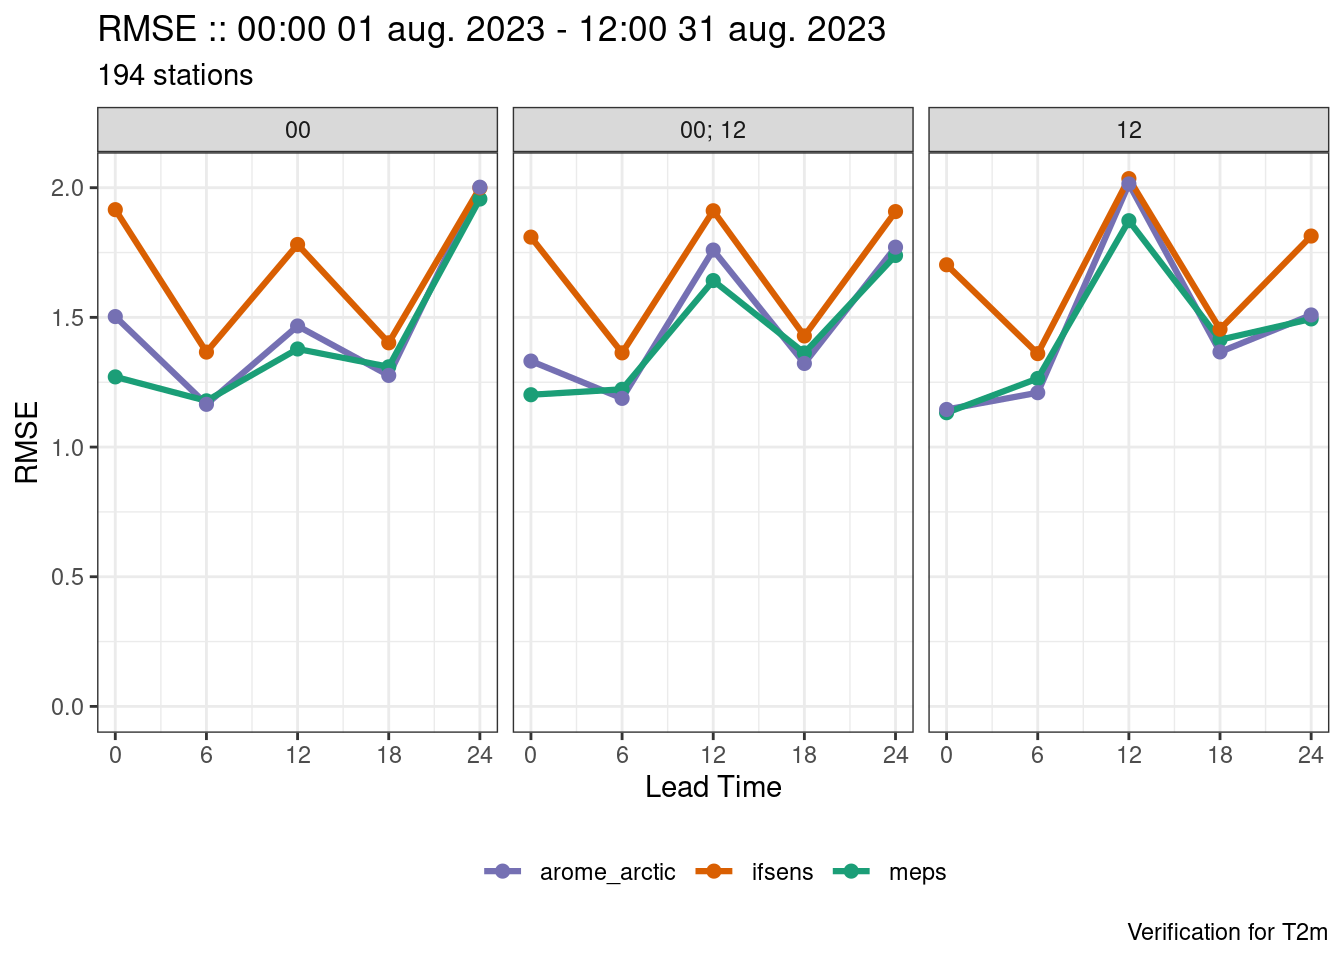 RMSE :: 00:00 01 aug. 2023 - 12:00 31 aug. 2023
194 stations
00
00; 12
12
RMSE
2.0
1.5
1.0
0.5
0.0
0 6 12 18 24
0 6 12 18 24
0 6 12 18 24
Lead Time
arome_arctic ifsens meps
Verification for T2m